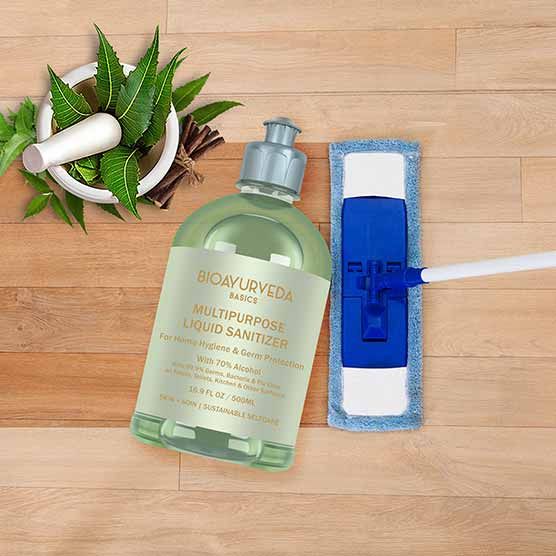 BIOAYURVEDA
BASICS
MULTIPURPOSE
LIQUID SANITIZER
For Home Hygiene & Germ Protection
With 70% Alcohol
Kills 99.9% Germs, Bacteria & Flu Virus
on Floors, Toilets, Kitchen & Other Surfaces
16.9 FL OZ / 500ML
SKIN + SOIN | SUSTAINABLE SELFCARE